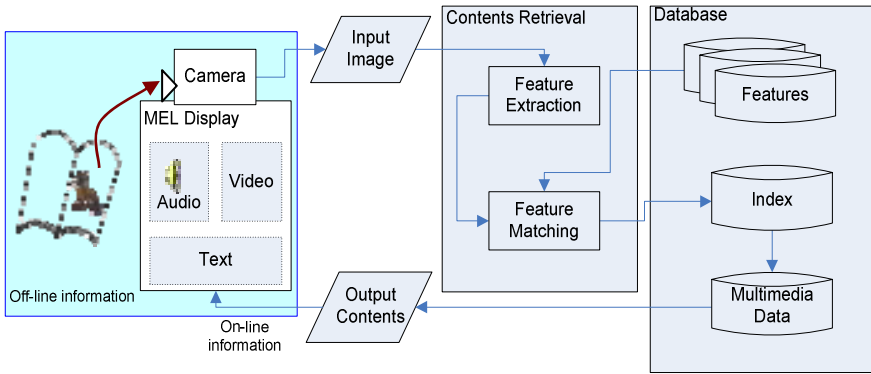 Camera
MEL Display
Audio
Video
Text
Off-line information
On-line
information
Input
Image
Contents Retrieval
Feature
Extraction
Feature
Matching
Output
Contents
Database
Features
Index
Multimedia
Data